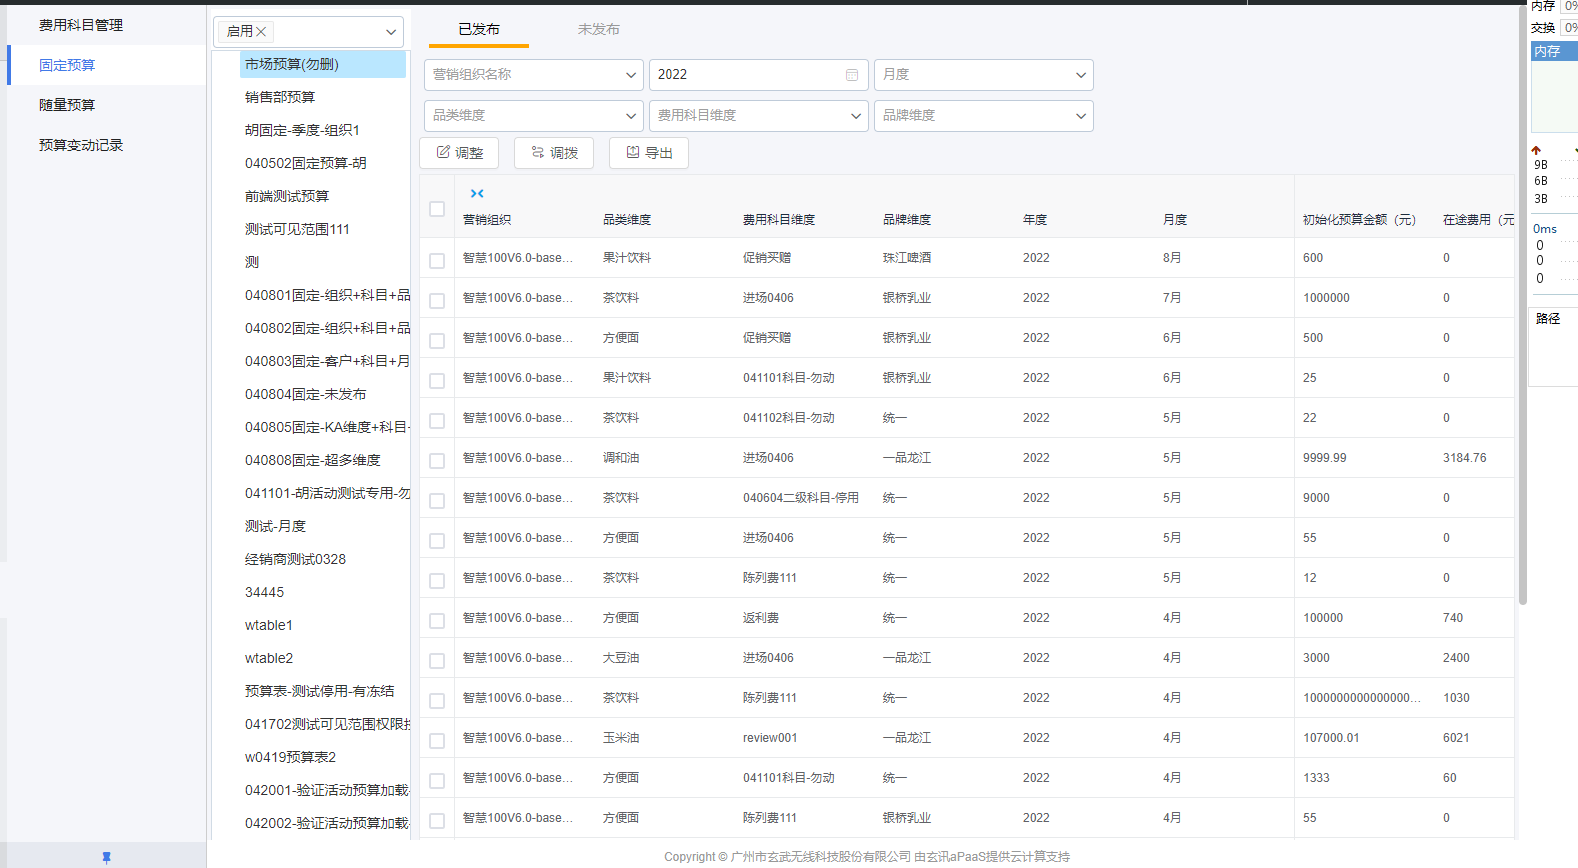 费用科目管理
固定预算
随量预算
预算变动记录
启用
市场预算(勿删)
销售部预算
胡固定-季度-组织1
040502固定预算-胡
前端测试预算
测试可见范围111
测
040801固定-组织+科目+品
040802固定-组织+科目+品
040803固定-客户+科目+月
040804固定-未发布
040805固定-KA维度+科目-
040808固定-超多维度
041101-胡活动测试专用-勿
测试-月度
经销商测试0328
34445
wtable1
wtable2
预算表-测试停用-有冻结
041702测试可见范围权限控
w0419预算表2
042001-验证活动预算加载-
042002-验证活动预算加载-
已发布 未发布
营销组织名称 2022 月度
品类维度 费用科目维度 品牌维度
调整 调拨 导出
营销组织 品类维度 费用科目维度 品牌维度 年度 月度 初始化预算金额（元） 在途费用（元
智慧100V6.0-base... 果汁饮料 促销买赠 珠江啤酒 2022 8月 600 0
智慧100V6.0-base... 茶饮料 进场0406 银桥乳业 2022 7月 1000000 0
智慧100V6.0-base... 方便面 促销买赠 银桥乳业 2022 6月 500 0
智慧100V6.0-base... 果汁饮料 041101科目-勿动 银桥乳业 2022 6月 25 0
智慧100V6.0-base... 茶饮料 041102科目-勿动 统一 2022 5月 22 0
智慧100V6.0-base... 调和油 进场0406 一品龙江 2022 5月 9999.99 3184.76
智慧100V6.0-base... 茶饮料 040604二级科目-停用 统一 2022 5月 9000 0
智慧100V6.0-base... 方便面 进场0406 统一 2022 5月 55 0
智慧100V6.0-base... 茶饮料 陈列费111 统一 2022 5月 12 0
智慧100V6.0-base... 方便面 返利费 统一 2022 4月 100000 740
智慧100V6.0-base... 大豆油 进场0406 一品龙江 2022 4月 3000 2400
智慧100V6.0-base... 茶饮料 陈列费111 统一 2022 4月 1000000000000000... 1030
智慧100V6.0-base... 玉米油 review001 一品龙江 2022 4月 107000.01 6021
智慧100V6.0-base... 方便面 041101科目-勿动 统一 2022 4月 1333 60
智慧100V6.0-base... 方便面 陈列费111 银桥乳业 2022 4月 55 0
Copyright © 广州市玄武无线科技股份有限公司 由玄讯aPaaS提供云计算支持
内存 0%
交换 0%
内存
9B
6B
3B
0ms
0
0
0
路径